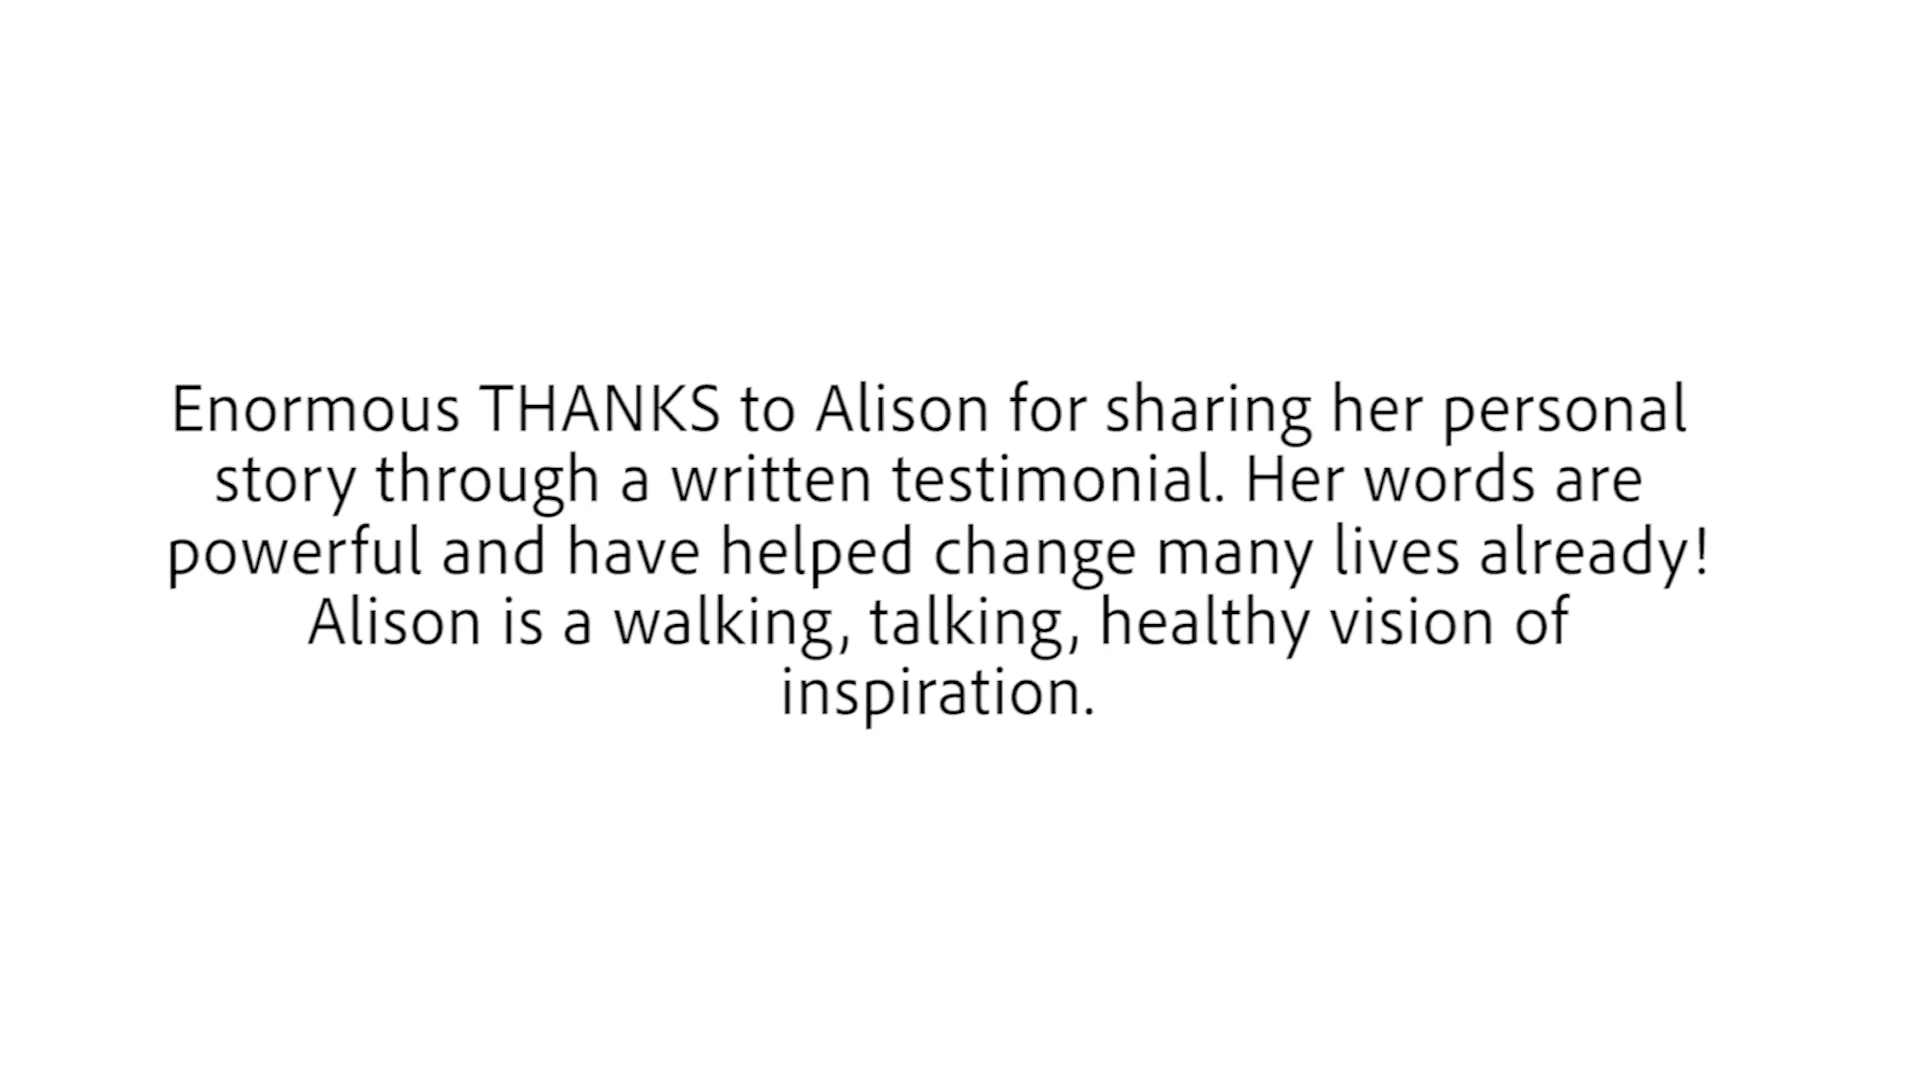 Enormous THANKS to Alison for sharing her personal
story through a written testimonial. Her words are
powerful and have helped change many lives already!
Alison is a walking, talking, healthy vision of
inspiration.